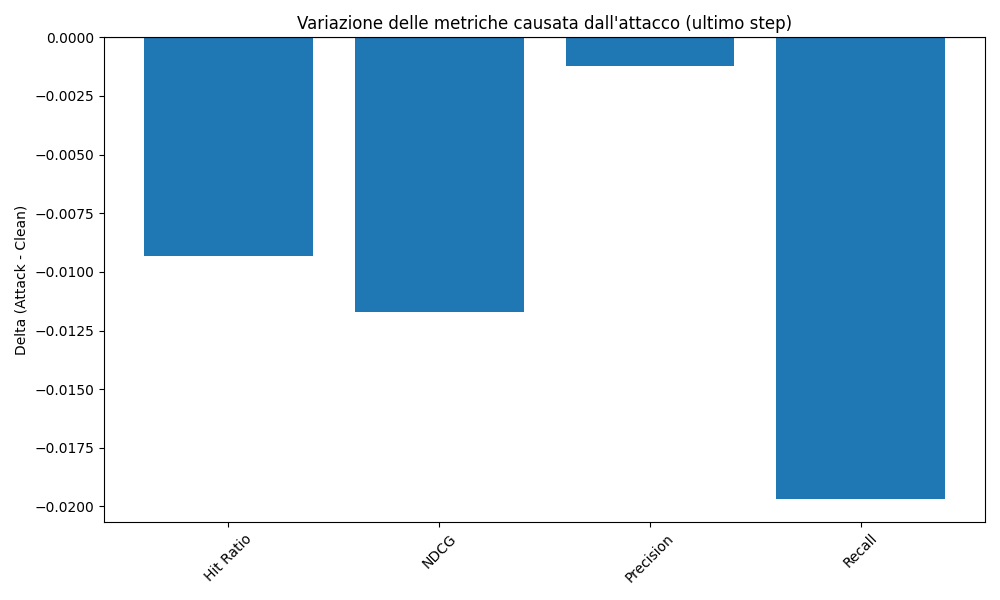 Variazione delle metriche causata dall'attacco (ultimo step)
0.0000
−0.0025
−0.0050
−0.0075
−0.0100
−0.0125
−0.0150
−0.0175
−0.0200
Delta (Attack - Clean)
Hit Ratio
NDCG
Precision
Recall